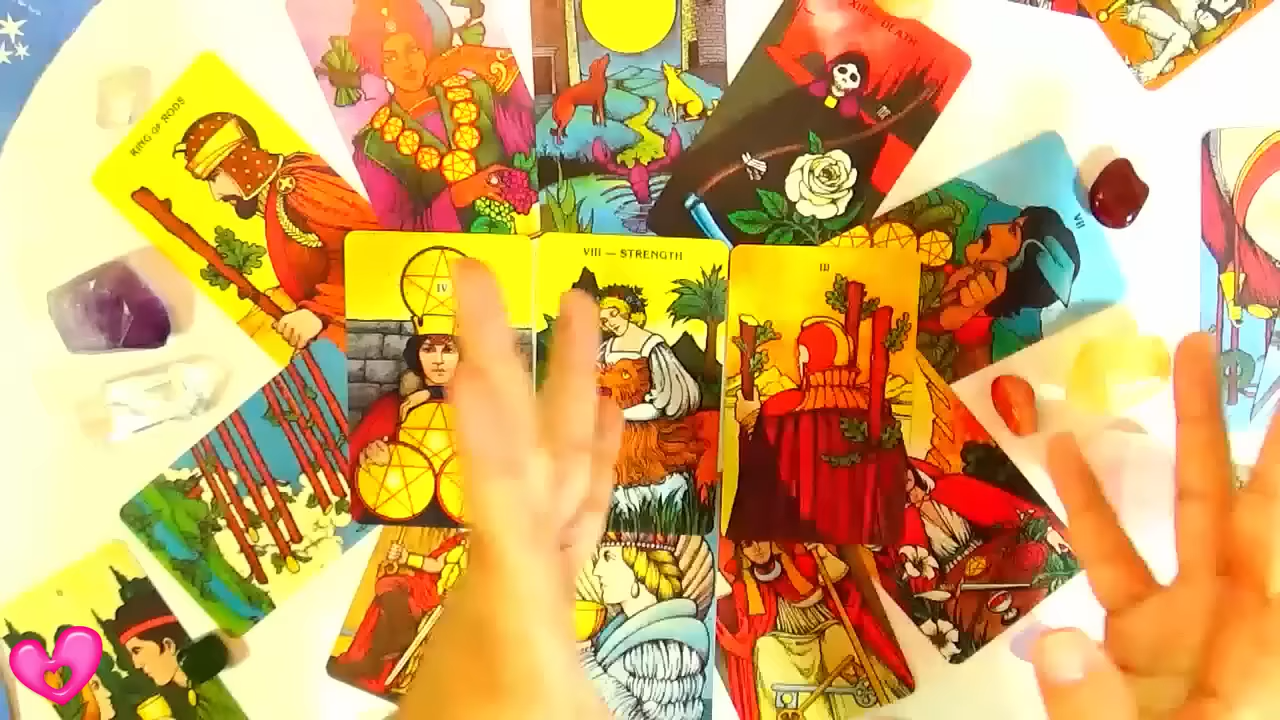 XIII — DEATH
KING OF RODS
VII
VIII — STRENGTH
III
IV